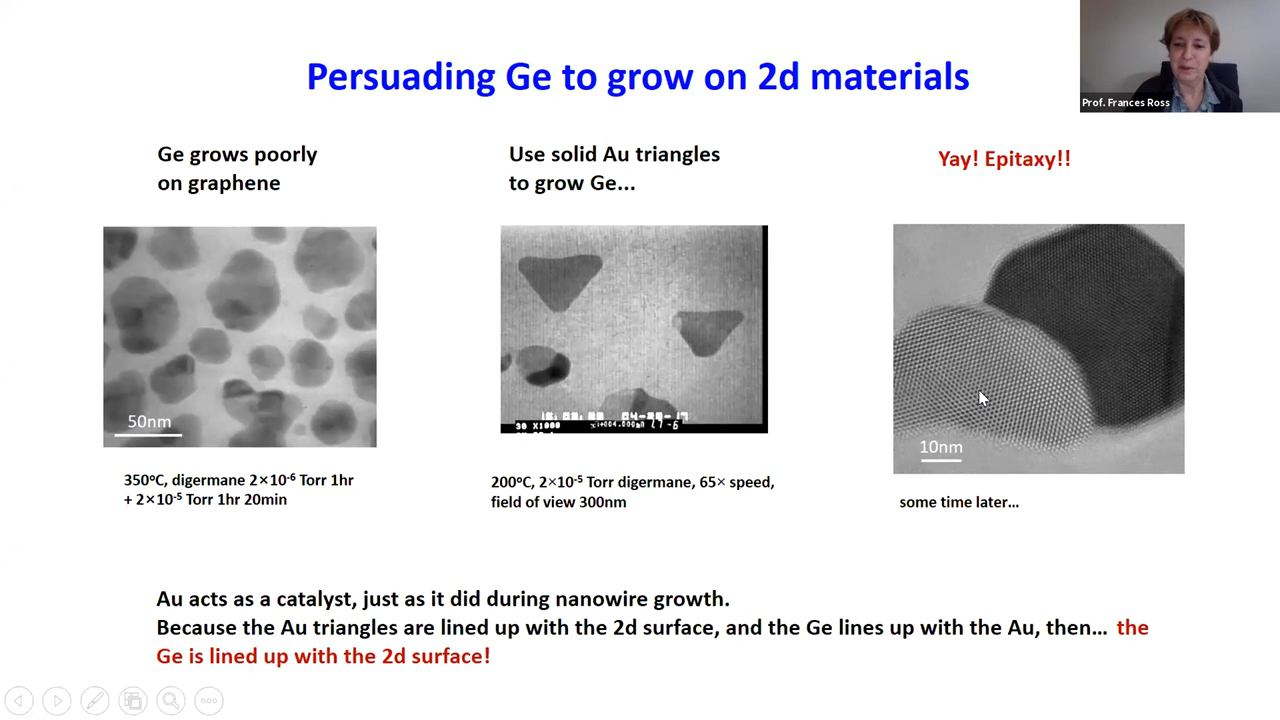 Persuading Ge to grow on 2d materials
Prof. Frances Ross
Ge grows poorly
on graphene
Use solid Au triangles
to grow Ge...
Yay! Epitaxy!!
50nm
30 X1000
10nm
350°C, digermane 2×10⁻⁶ Torr 1hr
+ 2×10⁻⁵ Torr 1hr 20min
200°C, 2×10⁻⁵ Torr digermane, 65× speed,
field of view 300nm
some time later…
Au acts as a catalyst, just as it did during nanowire growth.
Because the Au triangles are lined up with the 2d surface, and the Ge lines up with the Au, then… the
Ge is lined up with the 2d surface!